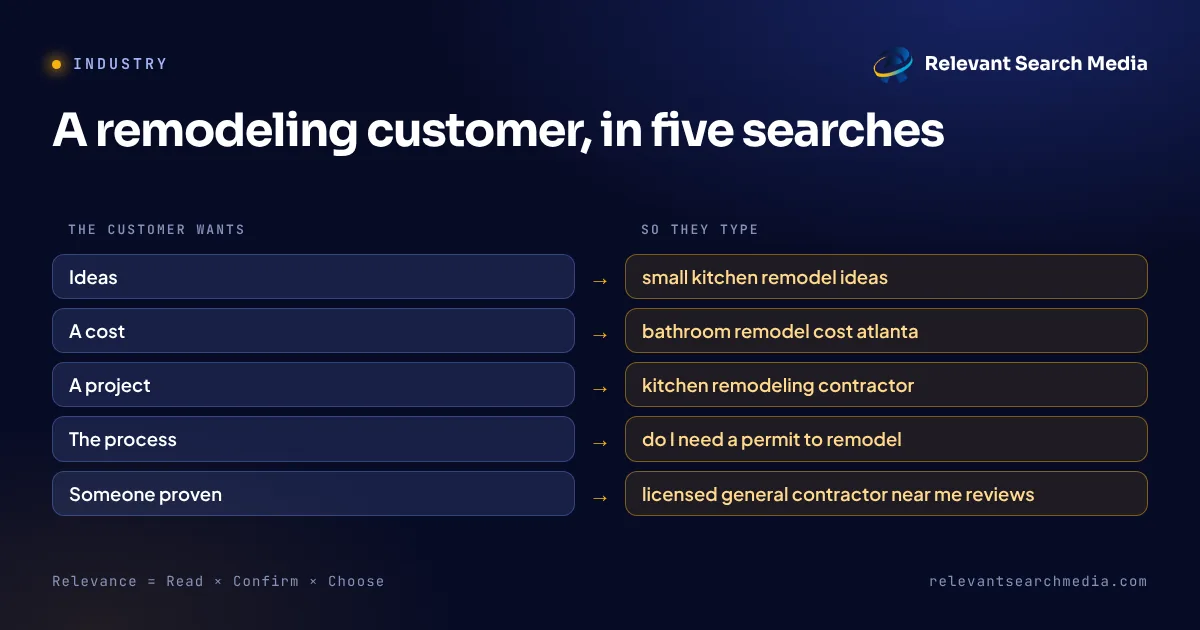 INDUSTRY
Relevant Search Media
A remodeling customer, in five searches
THE CUSTOMER WANTS
SO THEY TYPE
Ideas → small kitchen remodel ideas
A cost → bathroom remodel cost atlanta
A project → kitchen remodeling contractor
The process → do I need a permit to remodel
Someone proven → licensed general contractor near me reviews
Relevance = Read × Confirm × Choose
relevantsearchmedia.com